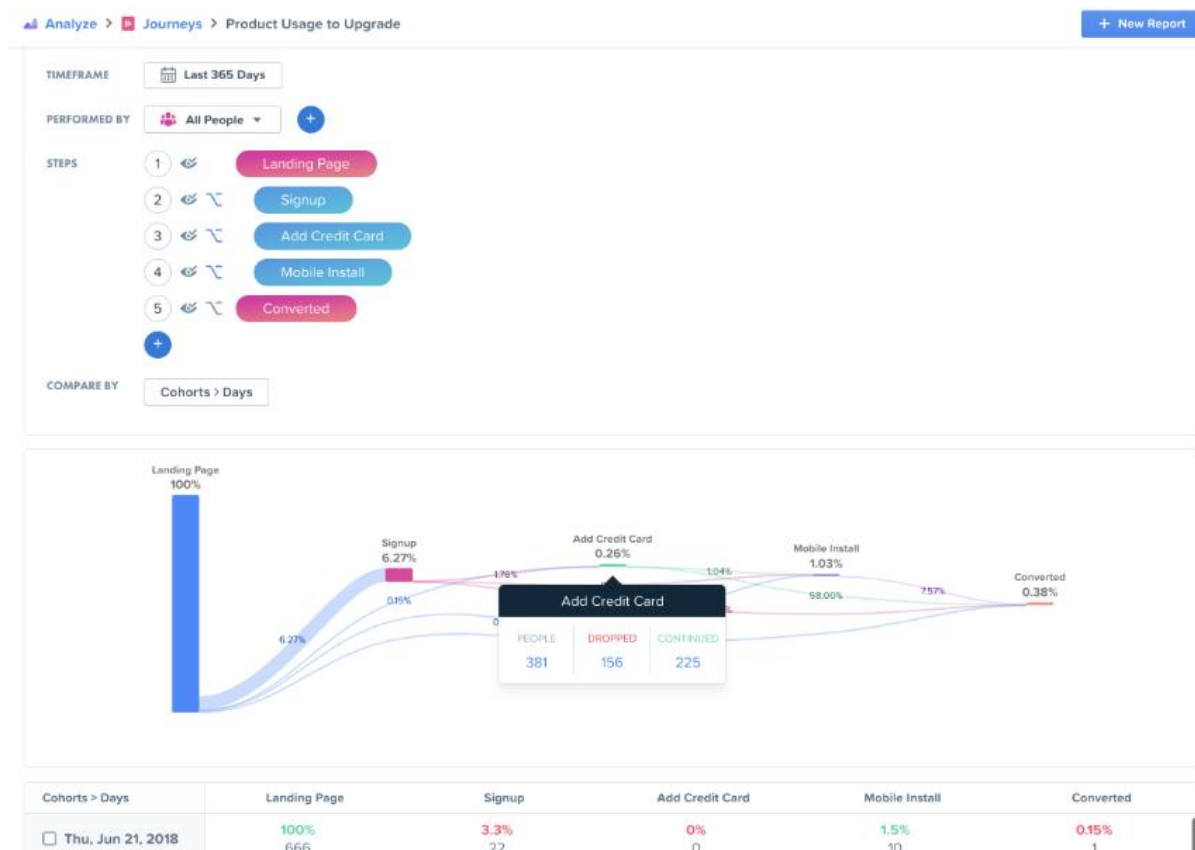 Analyze > Journeys > Product Usage to Upgrade
+ New Report
TIMEFRAME
Last 365 Days
PERFORMED BY
All People
+
STEPS
1
Landing Page
2
Signup
3
Add Credit Card
4
Mobile Install
5
Converted
+
COMPARE BY
Cohorts > Days
Landing Page
100%
Signup
6.27%
Add Credit Card
0.26%
Mobile Install
1.03%
Converted
0.38%
1.76%
1.04%
0.15%
58.00%
7.57%
6.27%
Add Credit Card
PEOPLE DROPPED CONTINUED
381 156 225
Cohorts > Days Landing Page Signup Add Credit Card Mobile Install Converted
Thu, Jun 21, 2018 100% 3.3% 0% 1.5% 0.15%
666 22 0 10 1